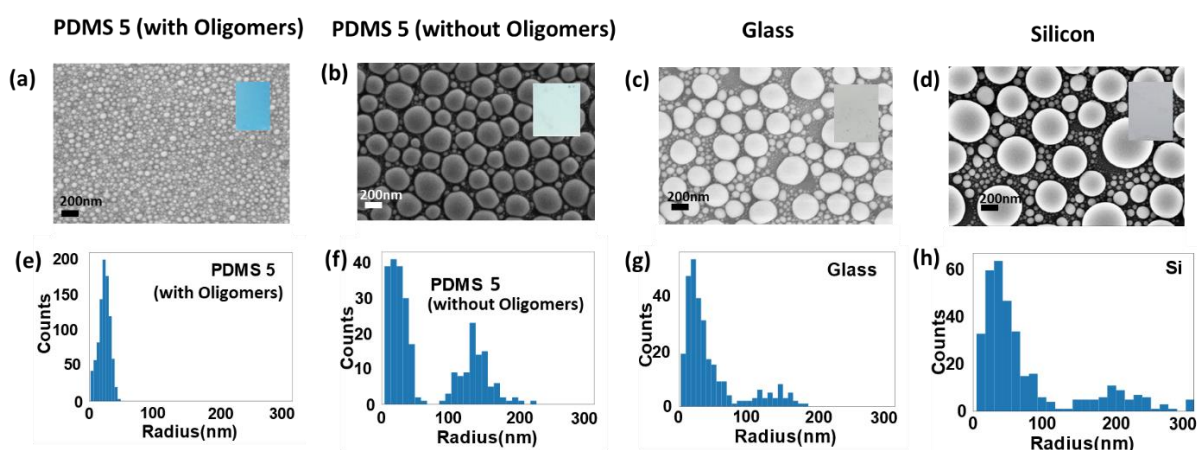 PDMS 5 (with Oligomers)
PDMS 5 (without Oligomers)
Glass
Silicon
(a)
(b)
(c)
(d)
200nm
200nm
200nm
200nm
(e)
(f)
(g)
(h)
200
150
100
50
0
Counts
PDMS 5
(with Oligomers)
0 100 200 300
Radius(nm)
40
30
20
10
0
Counts
PDMS 5
(without Oligomers)
0 100 200 300
Radius(nm)
40
20
0
Counts
Glass
0 100 200 300
Radius(nm)
60
40
20
0
Counts
Si
0 100 200 300
Radius(nm)